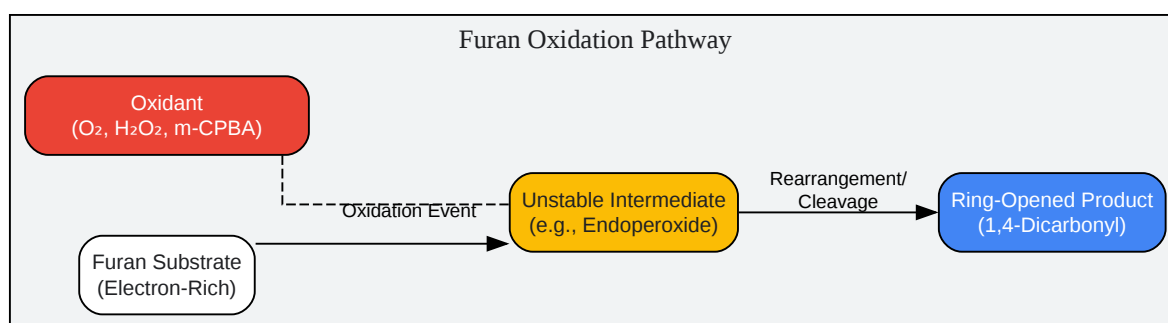 Furan Oxidation Pathway
Oxidant
(O₂, H₂O₂, m-CPBA)
Oxidation Event
Furan Substrate
(Electron-Rich)
Unstable Intermediate
(e.g., Endoperoxide)
Rearrangement/
Cleavage
Ring-Opened Product
(1,4-Dicarbonyl)